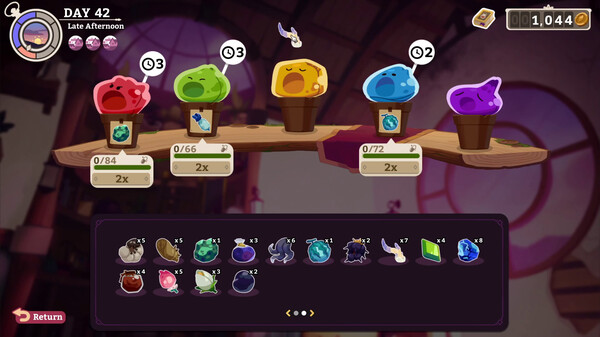 DAY 42
Late Afternoon
1,044
3
3
2
0/84
2x
0/66
2x
0/72
2x
x5
x5
x1
x3
x6
x1
x2
x7
x4
x8
x4
x5
x3
x2
Return